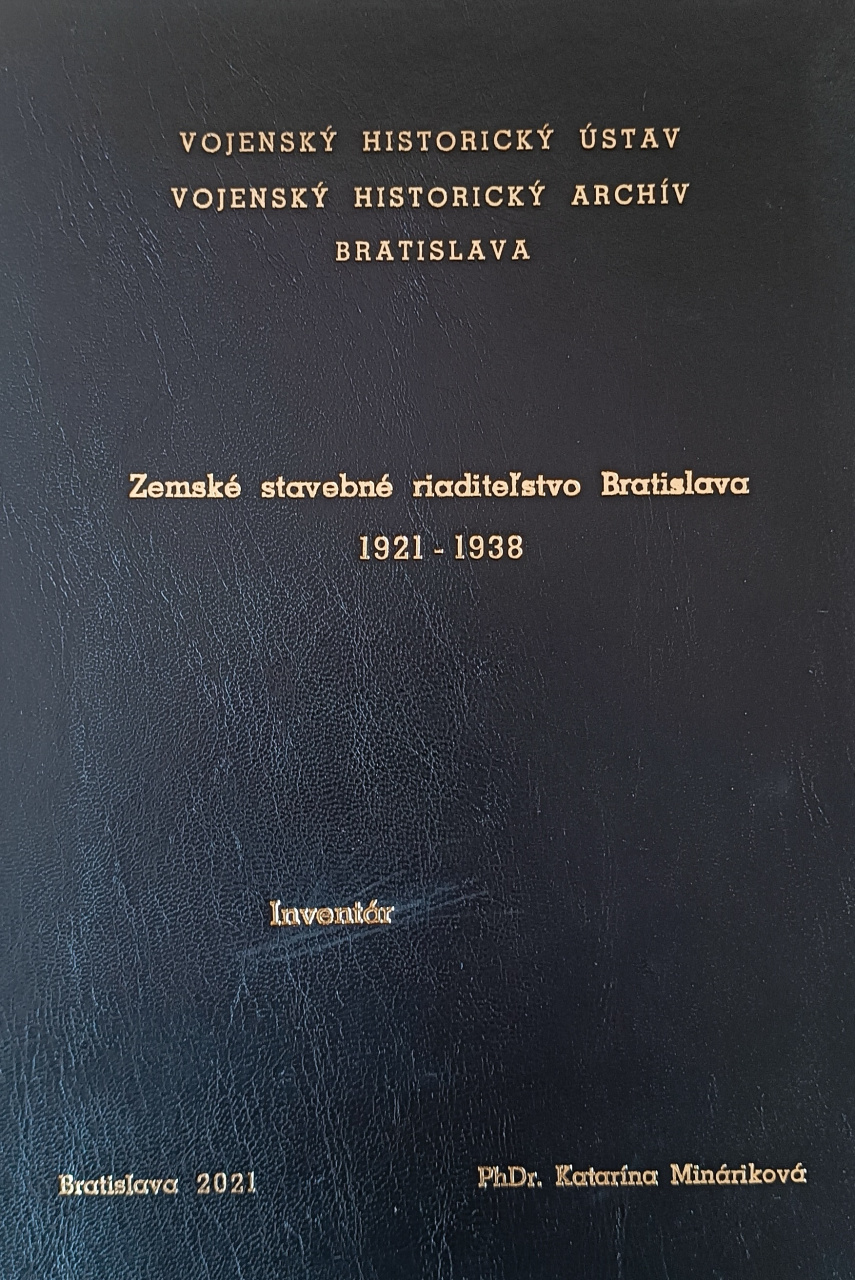 VOJENSKÝ HISTORICKÝ ÚSTAV
VOJENSKÝ HISTORICKÝ ARCHÍV
BRATISLAVA
Zemské stavebné riaditeľstvo Bratislava
1921 - 1938
Inventár
Bratislava 2021
PhDr. Katarína Mináriková